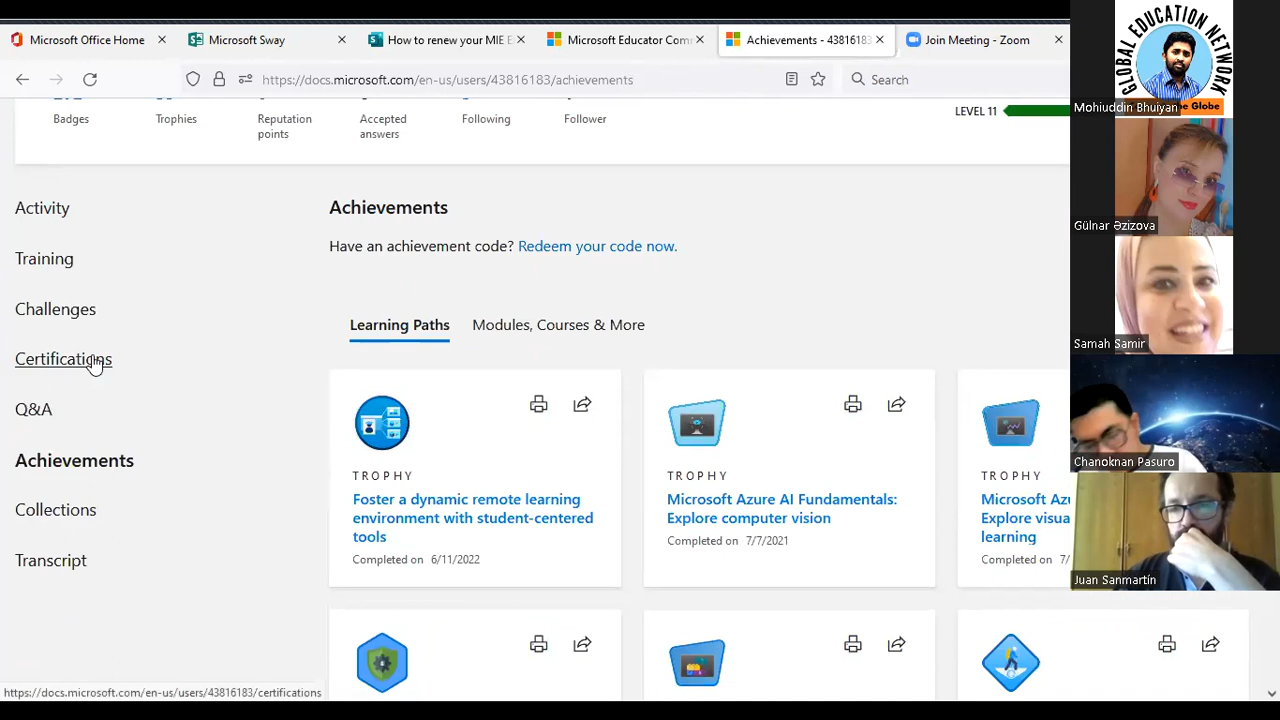 Microsoft Office Home
Microsoft Sway
How to renew your MIE E
Microsoft Educator Com
Achievements - 43816183
Join Meeting - Zoom
https://docs.microsoft.com/en-us/users/43816183/achievements
Search
Badges
Trophies
Reputation
points
Accepted
answers
Following
Follower
LEVEL 11
Activity
Training
Challenges
Certifications
Q&A
Achievements
Collections
Transcript
Achievements
Have an achievement code? Redeem your code now.
Learning Paths
Modules, Courses & More
TROPHY
Foster a dynamic remote learning
environment with student-centered
tools
Completed on 6/11/2022
TROPHY
Microsoft Azure AI Fundamentals:
Explore computer vision
Completed on 7/7/2021
TROPHY
Microsoft Az
Explore visua
learning
Completed on 7/
https://docs.microsoft.com/en-us/users/43816183/certifications
GLOBAL EDUCATION NETWORK
Globe
Mohiuddin Bhuiyan
Gülnar Əzizova
Samah Samir
Chanoknan Pasuro
Juan Sanmartín